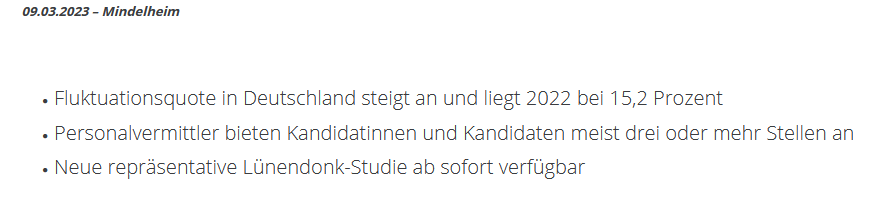 09.03.2023 – Mindelheim
• Fluktuationsquote in Deutschland steigt an und liegt 2022 bei 15,2 Prozent
• Personalvermittler bieten Kandidatinnen und Kandidaten meist drei oder mehr Stellen an
• Neue repräsentative Lünendonk-Studie ab sofort verfügbar